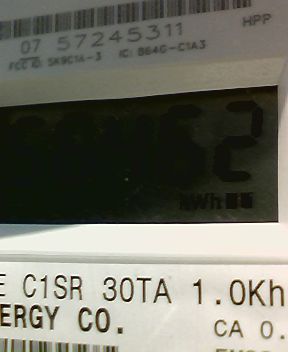 07 57245311
HPP
FCC ID: SK9C1A-3 IC: 864G-C1A3
62
kWh
E C1SR 30TA 1.0Kh
ERGY CO.
CA 0.